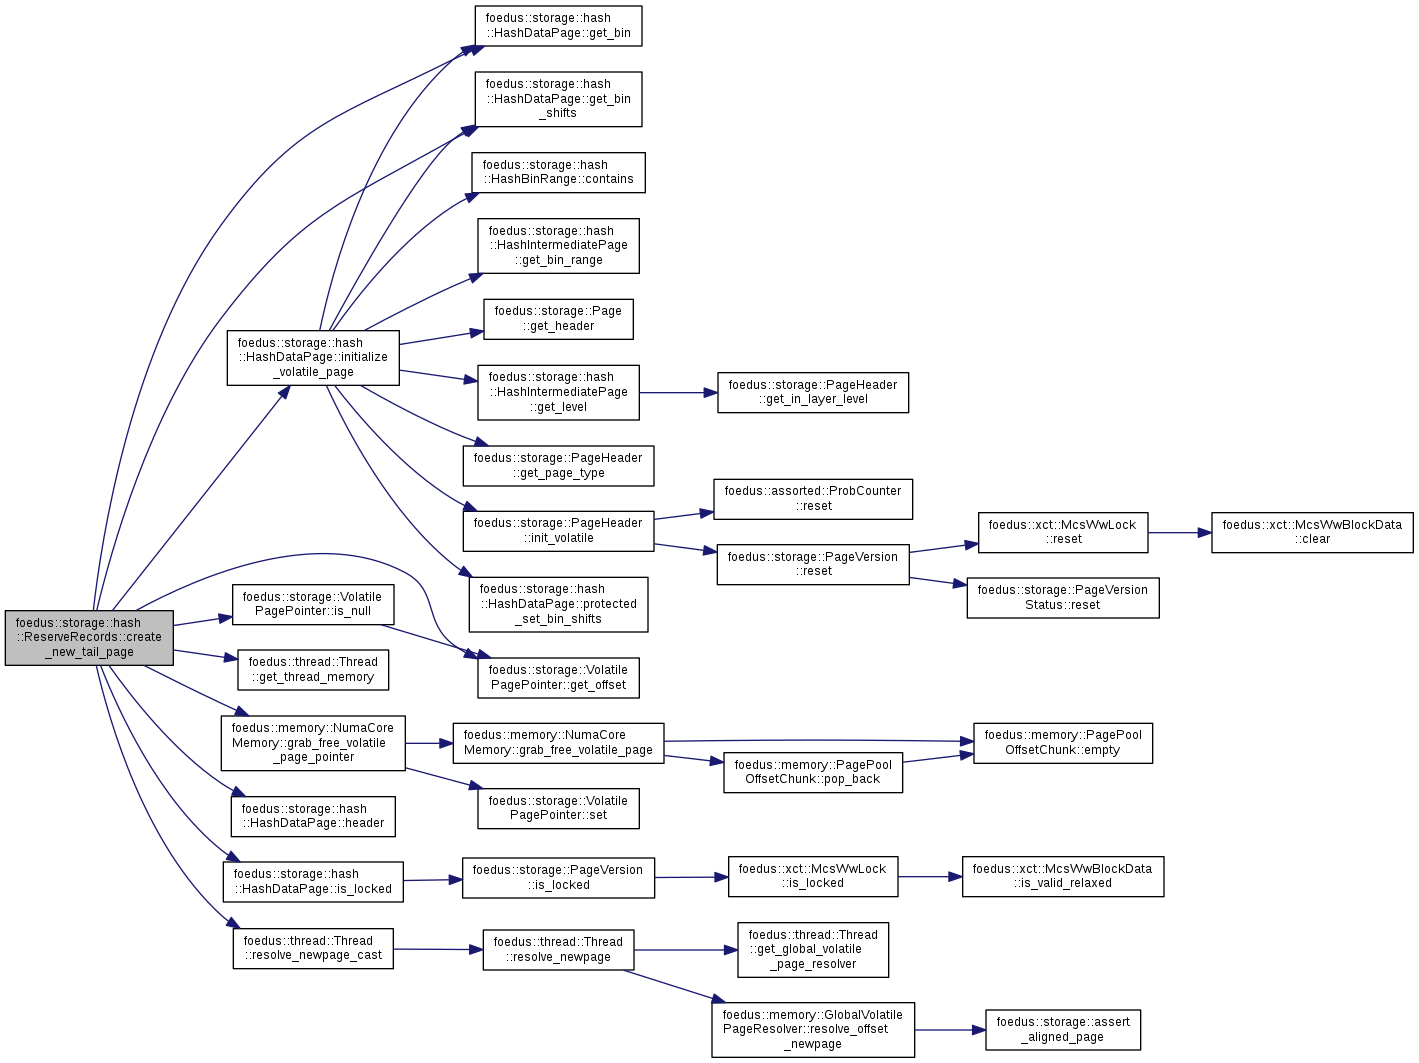 foedus::storage::hash
::HashDataPage::get_bin
foedus::storage::hash
::HashDataPage::get_bin
_shifts
foedus::storage::hash
::HashBinRange::contains
foedus::storage::hash
::HashIntermediatePage
::get_bin_range
foedus::storage::Page
::get_header
foedus::storage::hash
::HashDataPage::initialize
_volatile_page
foedus::storage::hash
::HashIntermediatePage
::get_level
foedus::storage::PageHeader
::get_in_layer_level
foedus::storage::PageHeader
::get_page_type
foedus::assorted::ProbCounter
::reset
foedus::storage::PageHeader
::init_volatile
foedus::storage::PageVersion
::reset
foedus::xct::McsWwLock
::reset
foedus::xct::McsWwBlockData
::clear
foedus::storage::PageVersion
Status::reset
foedus::storage::hash
::HashDataPage::protected
_set_bin_shifts
foedus::storage::Volatile
PagePointer::is_null
foedus::storage::hash
::ReserveRecords::create
_new_tail_page
foedus::thread::Thread
::get_thread_memory
foedus::storage::Volatile
PagePointer::get_offset
foedus::memory::NumaCore
Memory::grab_free_volatile
_page_pointer
foedus::memory::NumaCore
Memory::grab_free_volatile_page
foedus::memory::PagePool
OffsetChunk::empty
foedus::memory::PagePool
OffsetChunk::pop_back
foedus::storage::Volatile
PagePointer::set
foedus::storage::hash
::HashDataPage::header
foedus::storage::hash
::HashDataPage::is_locked
foedus::storage::PageVersion
::is_locked
foedus::xct::McsWwLock
::is_locked
foedus::xct::McsWwBlockData
::is_valid_relaxed
foedus::thread::Thread
::resolve_newpage_cast
foedus::thread::Thread
::resolve_newpage
foedus::thread::Thread
::get_global_volatile
_page_resolver
foedus::memory::GlobalVolatile
PageResolver::resolve_offset
_newpage
foedus::storage::assert
_aligned_page